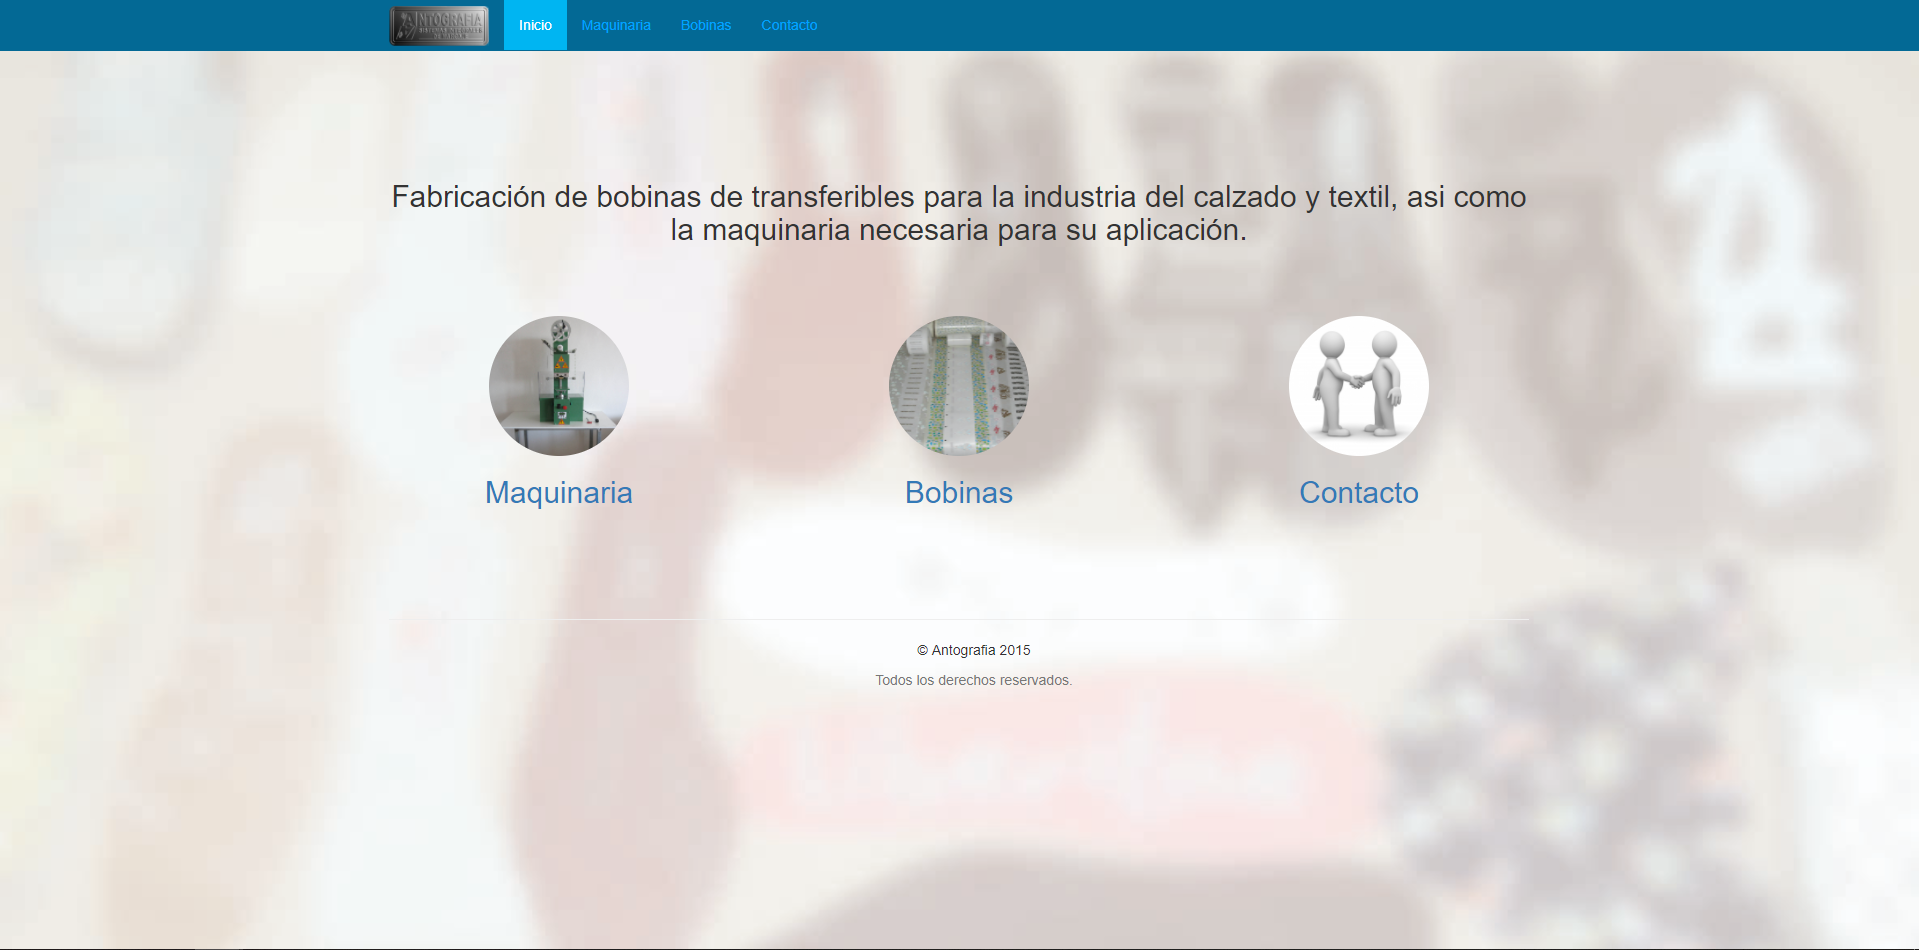 ANTOGRAFIA
Inicio
Maquinaria
Bobinas
Contacto
Fabricación de bobinas de transferibles para la industria del calzado y textil, asi como
la maquinaria necesaria para su aplicación.
Maquinaria
Bobinas
Contacto
© Antografia 2015
Todos los derechos reservados.